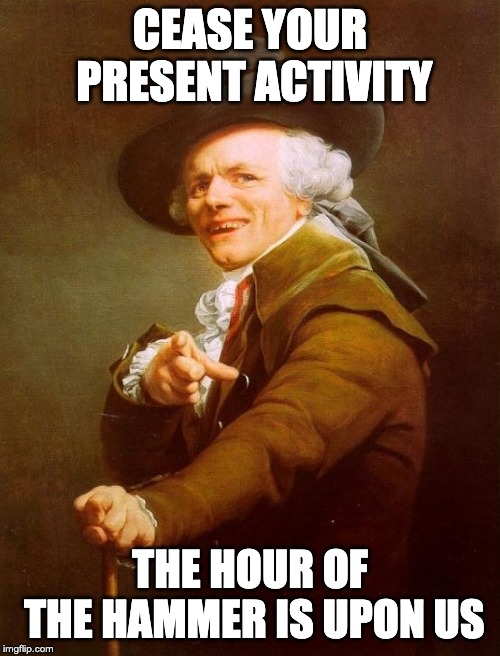 CEASE YOUR
PRESENT ACTIVITY
THE HOUR OF
THE HAMMER IS UPON US
imgflip.com